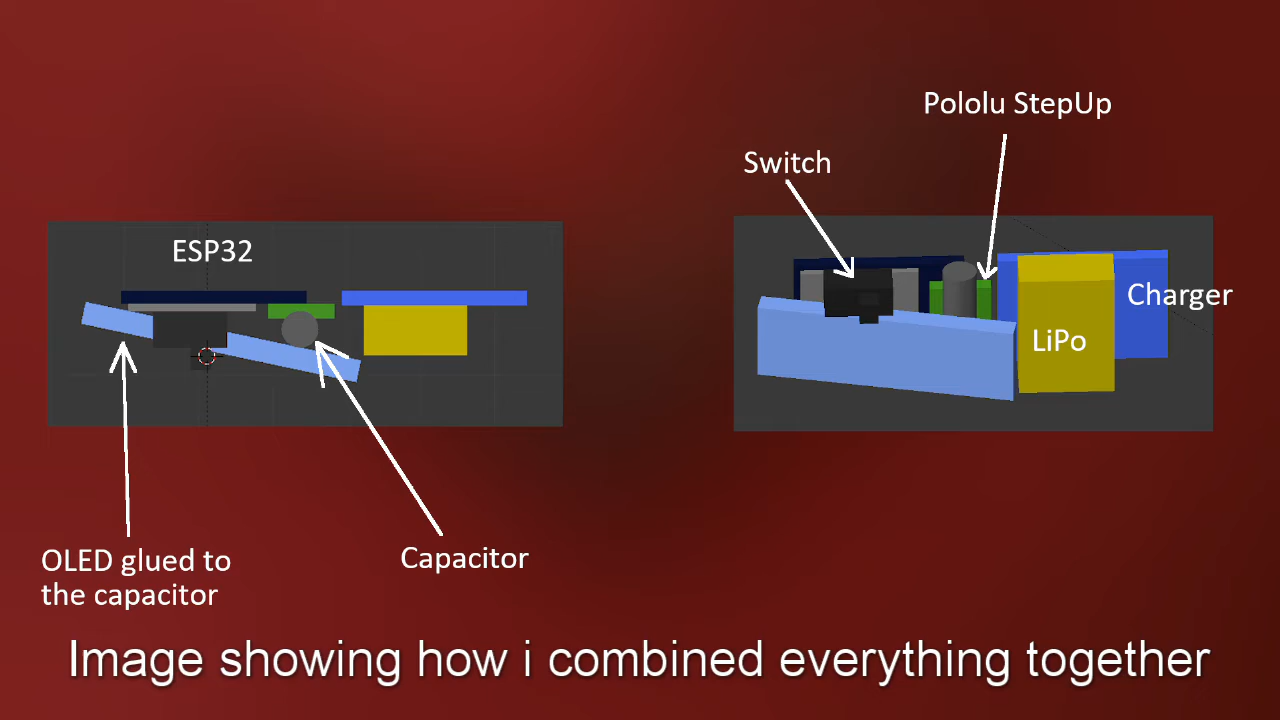 Pololu StepUp
Switch
ESP32
Charger
LiPo
OLED glued to
the capacitor
Capacitor
Image showing how i combined everything together